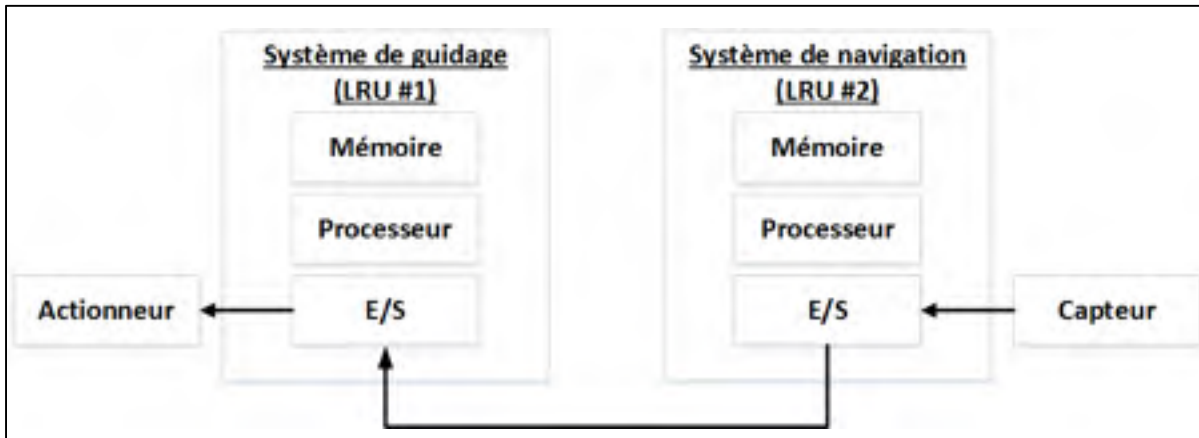 Système de guidage
(LRU #1)
Mémoire
Processeur
E/S
Actionneur
Système de navigation
(LRU #2)
Mémoire
Processeur
E/S
Capteur